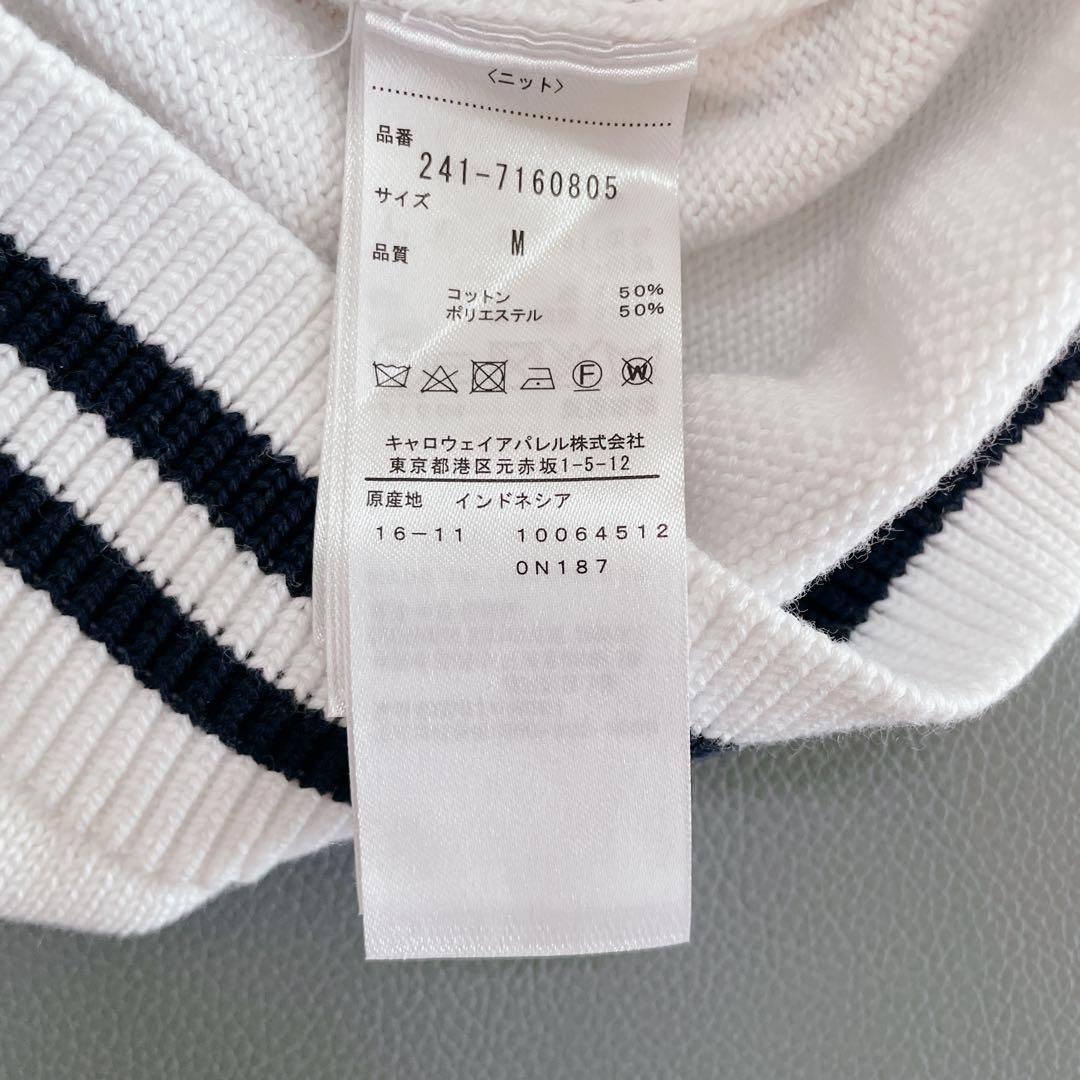 〈ニット〉
品番
241-7160805
サイズ
M
品質
コットン 50%
ポリエステル 50%
F W
キャロウェイアパレル株式会社
東京都港区元赤坂1-5-12
原産地 インドネシア
16-11 10064512
0N187